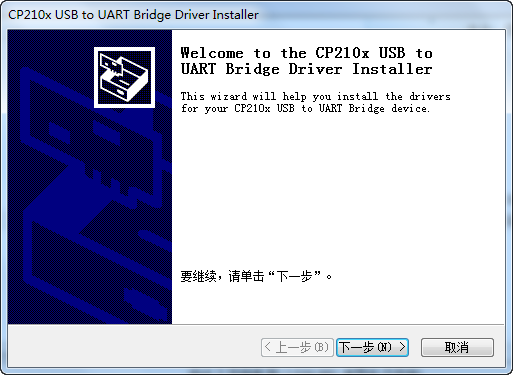 CP210x USB to UART Bridge Driver Installer
Welcome to the CP210x USB to
UART Bridge Driver Installer
This wizard will help you install the drivers
for your CP210x USB to UART Bridge device.
要继续，请单击“下一步”。
< 上一步(B)
下一步(N) >
取消